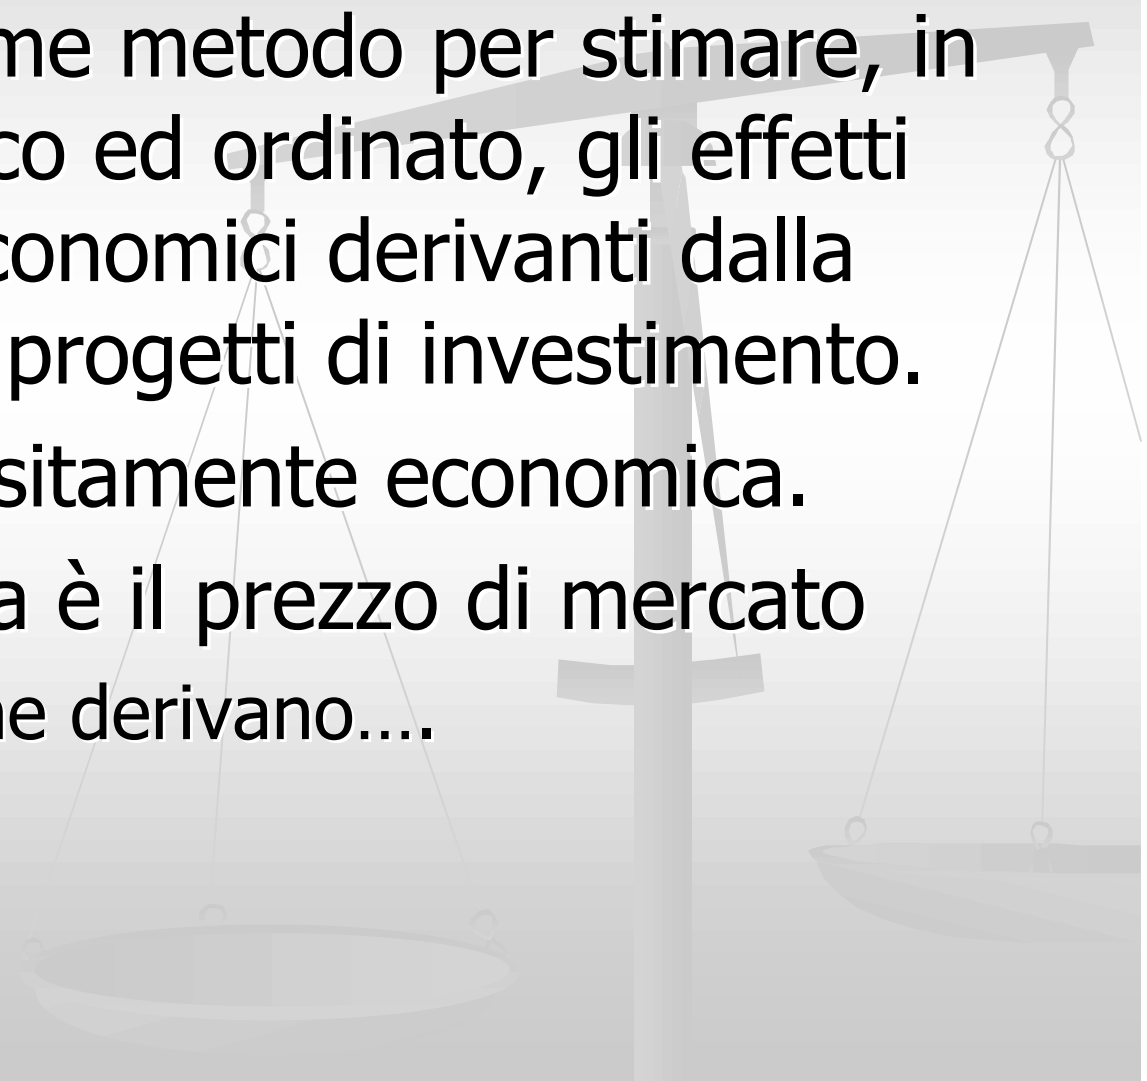 me metodo per stimare, in
co ed ordinato, gli effetti
conomici derivanti dalla
progetti di investimento.
sitamente economica.
a è il prezzo di mercato
ne derivano….